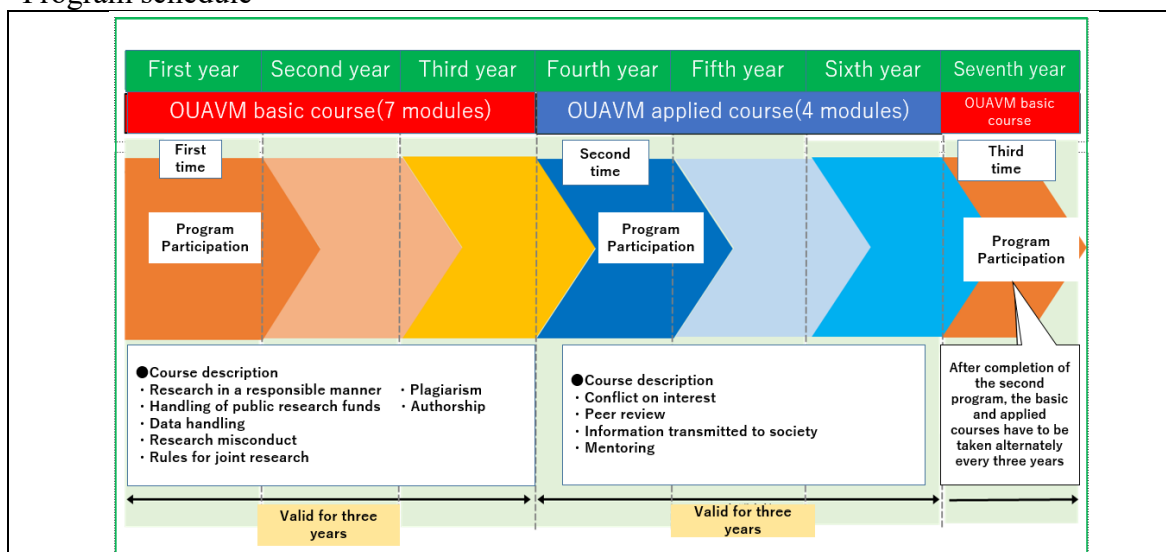 Program schedule
First year
Second year
Third year
Fourth year
Fifth year
Sixth year
Seventh year
OUAVM basic course(7 modules)
OUAVM applied course(4 modules)
OUAVM basic
course
First
time
Second
time
Third
time
Program
Participation
Program
Participation
Program
Participation
●Course description
・Research in a responsible manner
・Handling of public research funds
・Data handling
・Research misconduct
・Rules for joint research
・Plagiarism
・Authorship
●Course description
・Conflict on interest
・Peer review
・Information transmitted to society
・Mentoring
After completion of
the second
program, the basic
and applied
courses have to be
taken alternately
every three years
Valid for three
years
Valid for three
years